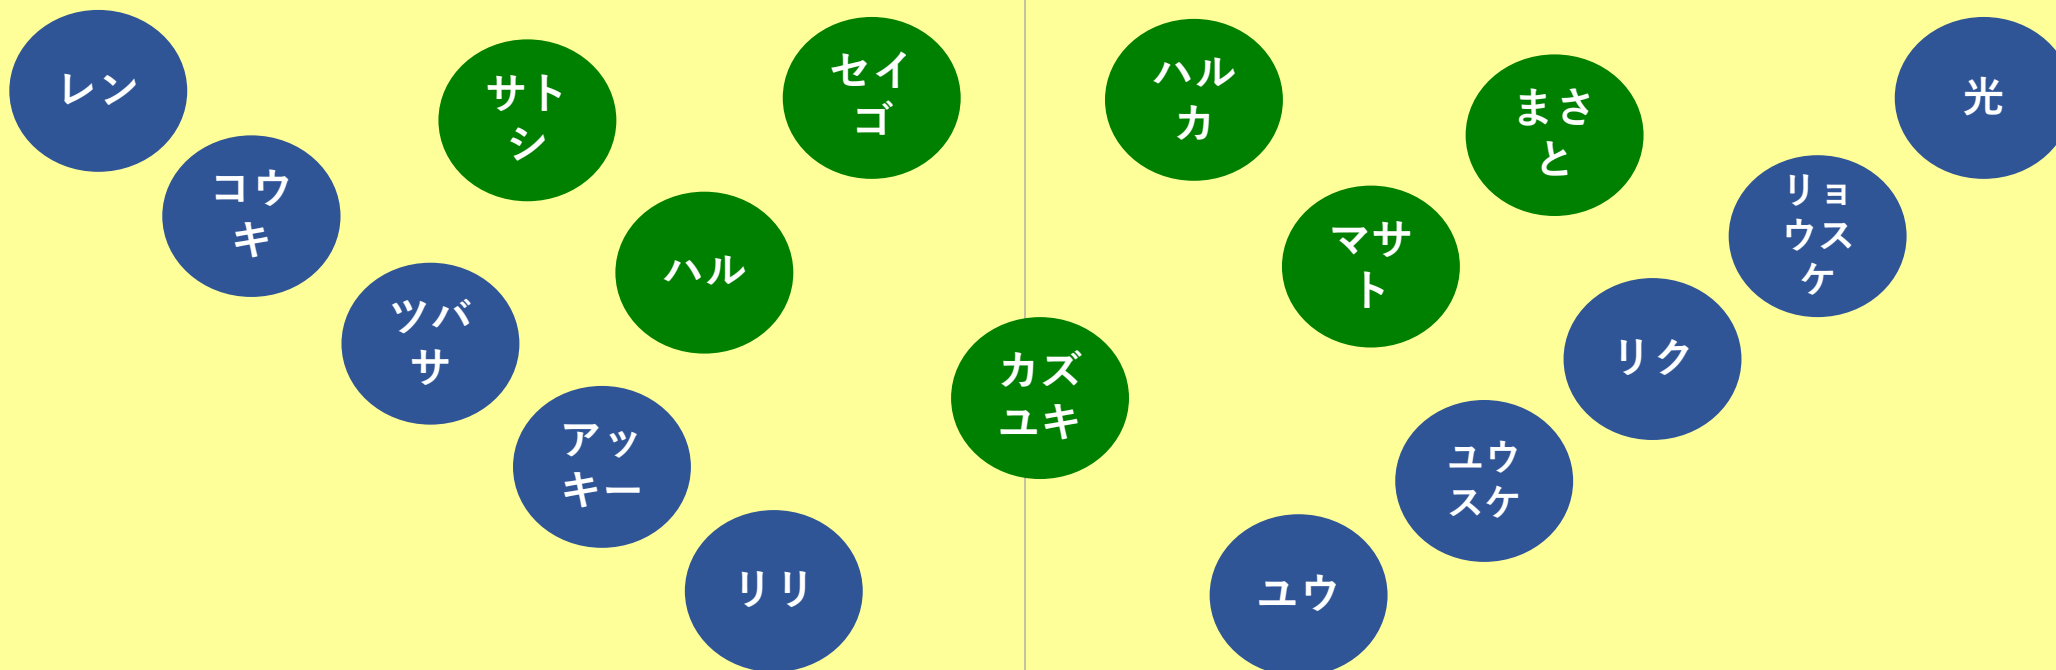 レン
コウ
キ
ツバ
サ
アッ
キー
リリ
サト
シ
ハル
セイ
ゴ
カズ
ユキ
ハル
カ
マサ
ト
まさ
と
光
リョ
ウス
ケ
リク
ユウ
スケ
ユウ